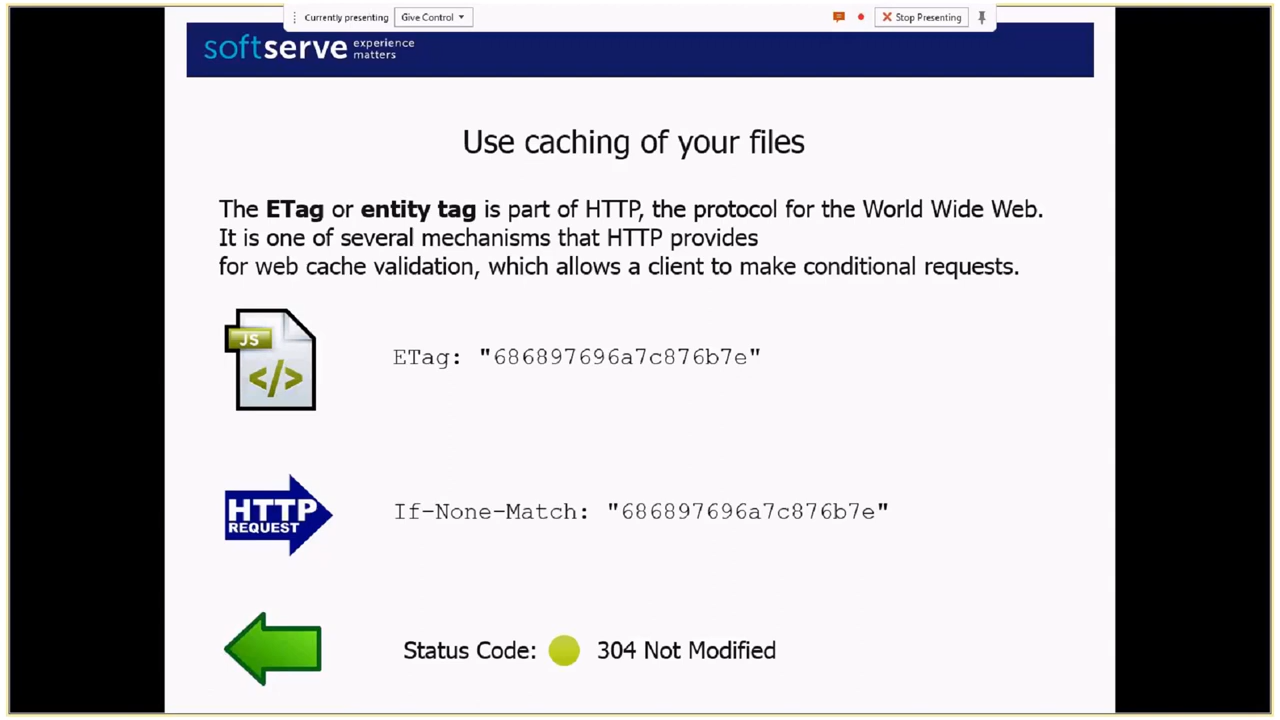 Currently presenting Give Control Stop Presenting
softserve experience matters
Use caching of your files
The ETag or entity tag is part of HTTP, the protocol for the World Wide Web.
It is one of several mechanisms that HTTP provides
for web cache validation, which allows a client to make conditional requests.
JS
</>
ETag: "686897696a7c876b7e"
HTTP
REQUEST
If-None-Match: "686897696a7c876b7e"
Status Code: 304 Not Modified